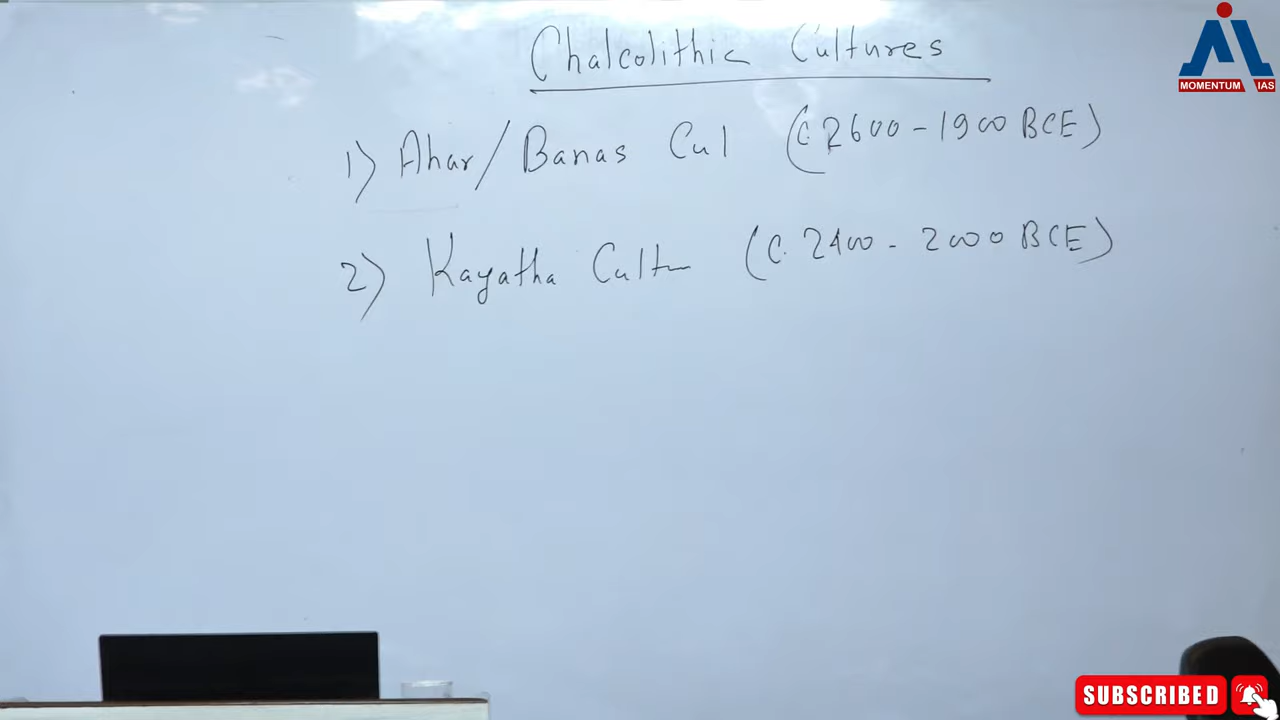 Chalcolithic Cultures
1) Ahar/Banas Cul (C. 2600-1900 BCE)
2) Kayatha Cultu (C. 2400-2000 BCE)
MOMENTUM IAS
SUBSCRIBED